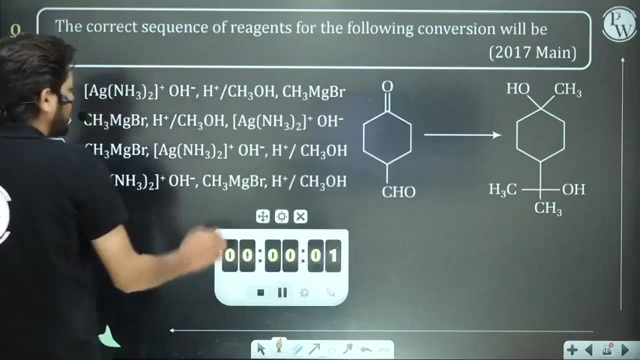 Q.
The correct sequence of reagents for the following conversion will be
(2017 Main)
[Ag(NH₃)₂]⁺ OH⁻, H⁺/CH₃OH, CH₃MgBr
CH₃MgBr, H⁺/CH₃OH, [Ag(NH₃)₂]⁺ OH⁻
CH₃MgBr, [Ag(NH₃)₂]⁺ OH⁻, H⁺/ CH₃OH
(NH₃)₂]⁺ OH⁻, CH₃MgBr, H⁺/ CH₃OH
O
CHO
HO CH₃
H₃C OH
CH₃
00:00:01
PW